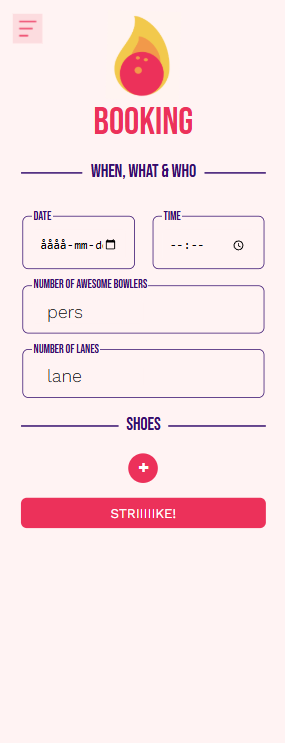 BOOKING
WHEN, WHAT & WHO
DATE
TIME
åååå-mm-d
--:--
NUMBER OF AWESOME BOWLERS
pers
NUMBER OF LANES
lane
SHOES
+
STRIIIIIKE!